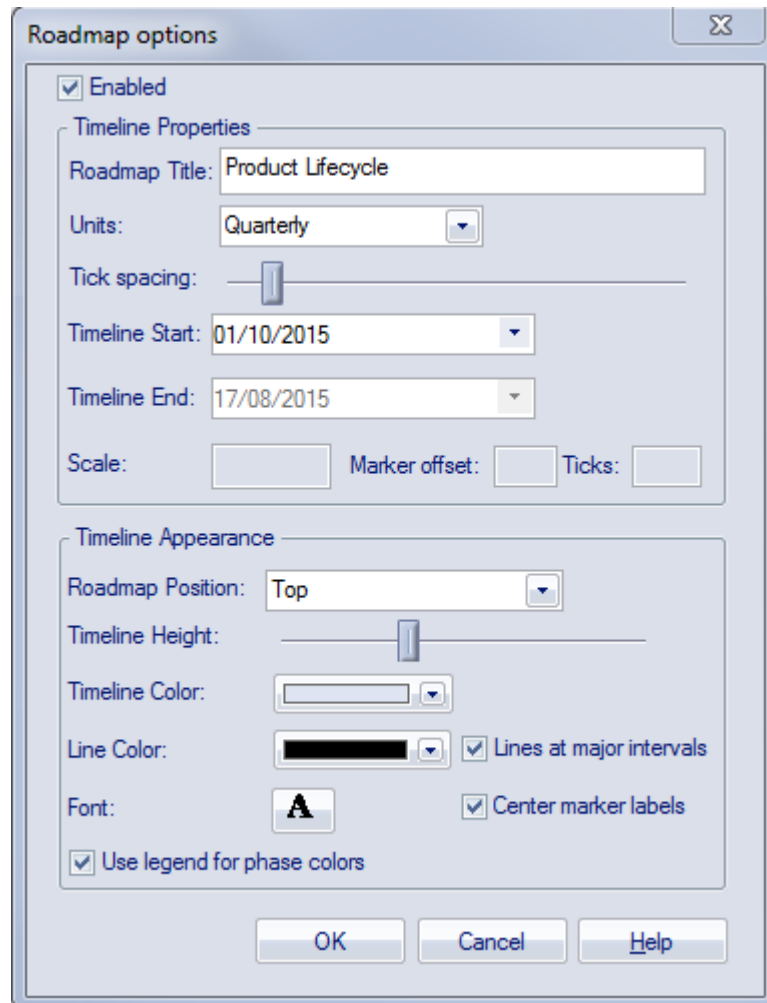 Roadmap options
Enabled
Timeline Properties
Roadmap Title: Product Lifecycle
Units: Quarterly
Tick spacing:
Timeline Start: 01/10/2015
Timeline End: 17/08/2015
Scale: Marker offset: Ticks:
Timeline Appearance
Roadmap Position: Top
Timeline Height:
Timeline Color:
Line Color: Lines at major intervals
Font: A Center marker labels
Use legend for phase colors
OK Cancel Help